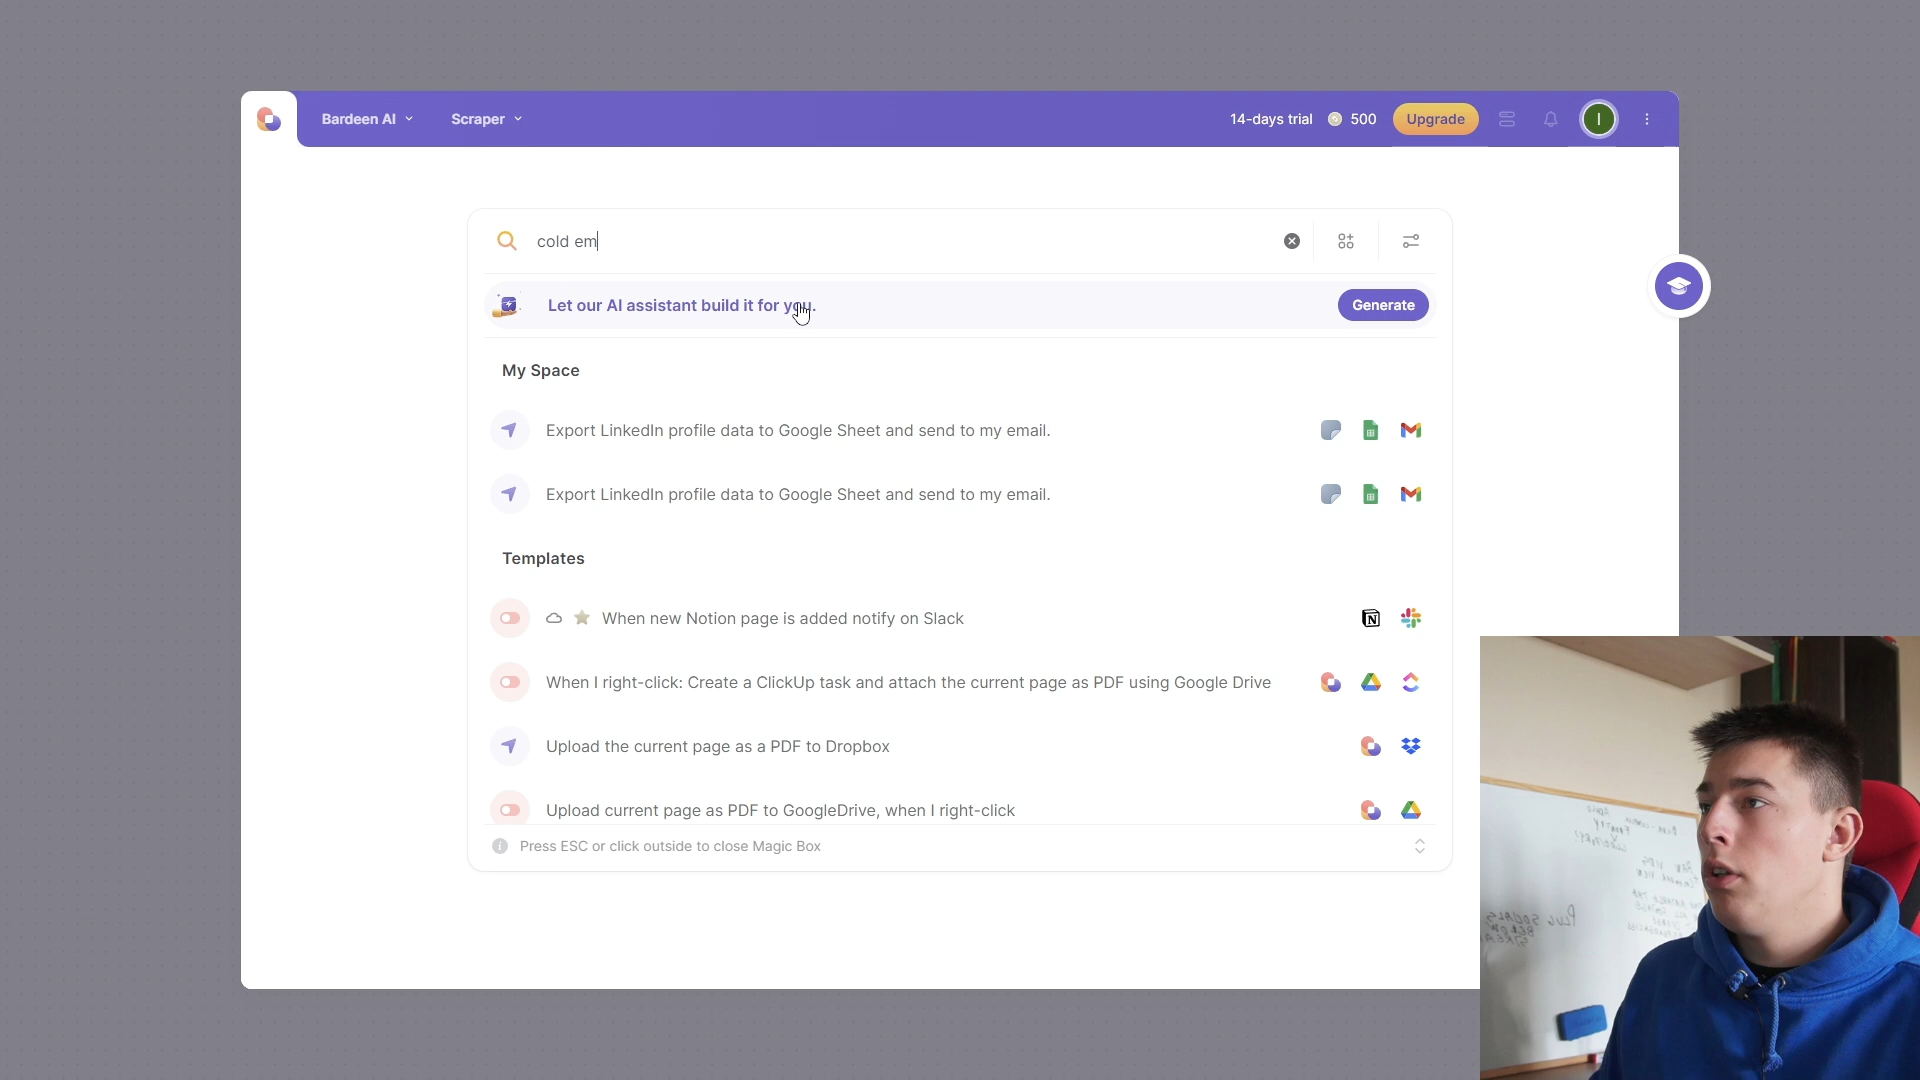 Bardeen AI
Scraper
14-days trial
500
Upgrade
I
cold em
Let our AI assistant build it for you.
Generate
My Space
Export LinkedIn profile data to Google Sheet and send to my email.
Export LinkedIn profile data to Google Sheet and send to my email.
Templates
When new Notion page is added notify on Slack
When I right-click: Create a ClickUp task and attach the current page as PDF using Google Drive
Upload the current page as a PDF to Dropbox
Upload current page as PDF to GoogleDrive, when I right-click
Press ESC or click outside to close Magic Box